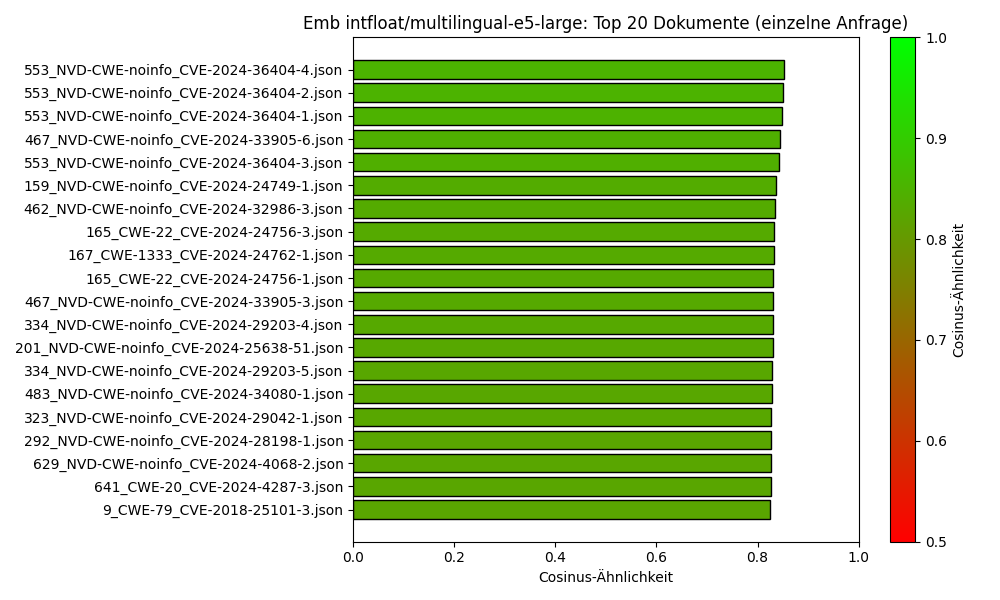 Emb intfloat/multilingual-e5-large: Top 20 Dokumente (einzelne Anfrage)
553_NVD-CWE-noinfo_CVE-2024-36404-4.json
553_NVD-CWE-noinfo_CVE-2024-36404-2.json
553_NVD-CWE-noinfo_CVE-2024-36404-1.json
467_NVD-CWE-noinfo_CVE-2024-33905-6.json
553_NVD-CWE-noinfo_CVE-2024-36404-3.json
159_NVD-CWE-noinfo_CVE-2024-24749-1.json
462_NVD-CWE-noinfo_CVE-2024-32986-3.json
165_CWE-22_CVE-2024-24756-3.json
167_CWE-1333_CVE-2024-24762-1.json
165_CWE-22_CVE-2024-24756-1.json
467_NVD-CWE-noinfo_CVE-2024-33905-3.json
334_NVD-CWE-noinfo_CVE-2024-29203-4.json
201_NVD-CWE-noinfo_CVE-2024-25638-51.json
334_NVD-CWE-noinfo_CVE-2024-29203-5.json
483_NVD-CWE-noinfo_CVE-2024-34080-1.json
323_NVD-CWE-noinfo_CVE-2024-29042-1.json
292_NVD-CWE-noinfo_CVE-2024-28198-1.json
629_NVD-CWE-noinfo_CVE-2024-4068-2.json
641_CWE-20_CVE-2024-4287-3.json
9_CWE-79_CVE-2018-25101-3.json
0.0 0.2 0.4 0.6 0.8 1.0
Cosinus-Ähnlichkeit
1.0
0.9
0.8
0.7
0.6
0.5
Cosinus-Ähnlichkeit